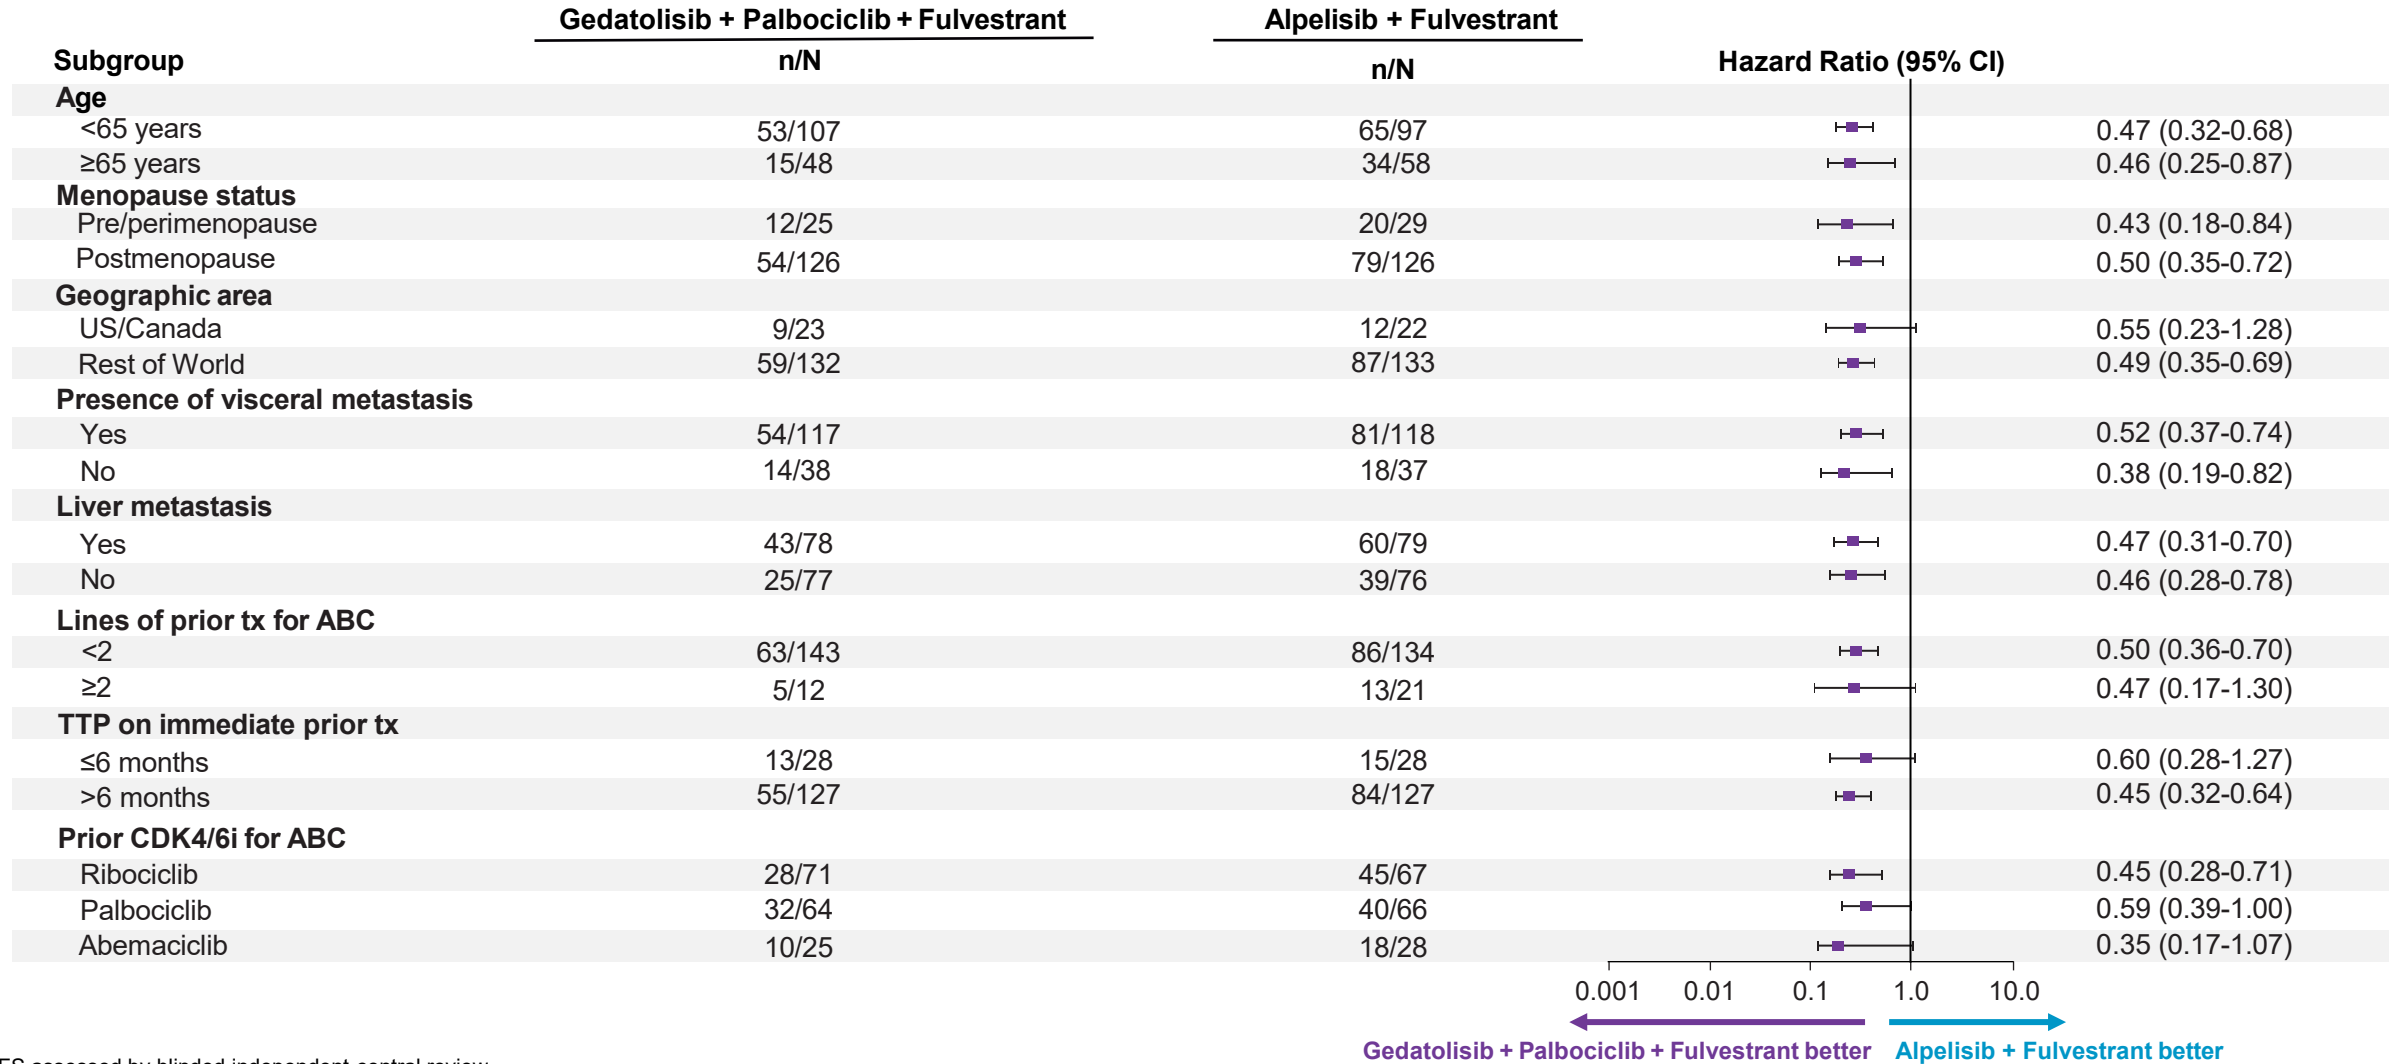 Gedatolisib + Palbociclib + Fulvestrant Alpelisib + Fulvestrant
Subgroup n/N n/N Hazard Ratio (95% CI)
Age
<65 years 53/107 65/97 0.47 (0.32-0.68)
≥65 years 15/48 34/58 0.46 (0.25-0.87)
Menopause status
Pre/perimenopause 12/25 20/29 0.43 (0.18-0.84)
Postmenopause 54/126 79/126 0.50 (0.35-0.72)
Geographic area
US/Canada 9/23 12/22 0.55 (0.23-1.28)
Rest of World 59/132 87/133 0.49 (0.35-0.69)
Presence of visceral metastasis
Yes 54/117 81/118 0.52 (0.37-0.74)
No 14/38 18/37 0.38 (0.19-0.82)
Liver metastasis
Yes 43/78 60/79 0.47 (0.31-0.70)
No 25/77 39/76 0.46 (0.28-0.78)
Lines of prior tx for ABC
<2 63/143 86/134 0.50 (0.36-0.70)
≥2 5/12 13/21 0.47 (0.17-1.30)
TTP on immediate prior tx
≤6 months 13/28 15/28 0.60 (0.28-1.27)
>6 months 55/127 84/127 0.45 (0.32-0.64)
Prior CDK4/6i for ABC
Ribociclib 28/71 45/67 0.45 (0.28-0.71)
Palbociclib 32/64 40/66 0.59 (0.39-1.00)
Abemaciclib 10/25 18/28 0.35 (0.17-1.07)
0.001 0.01 0.1 1.0 10.0
Gedatolisib + Palbociclib + Fulvestrant better Alpelisib + Fulvestrant better